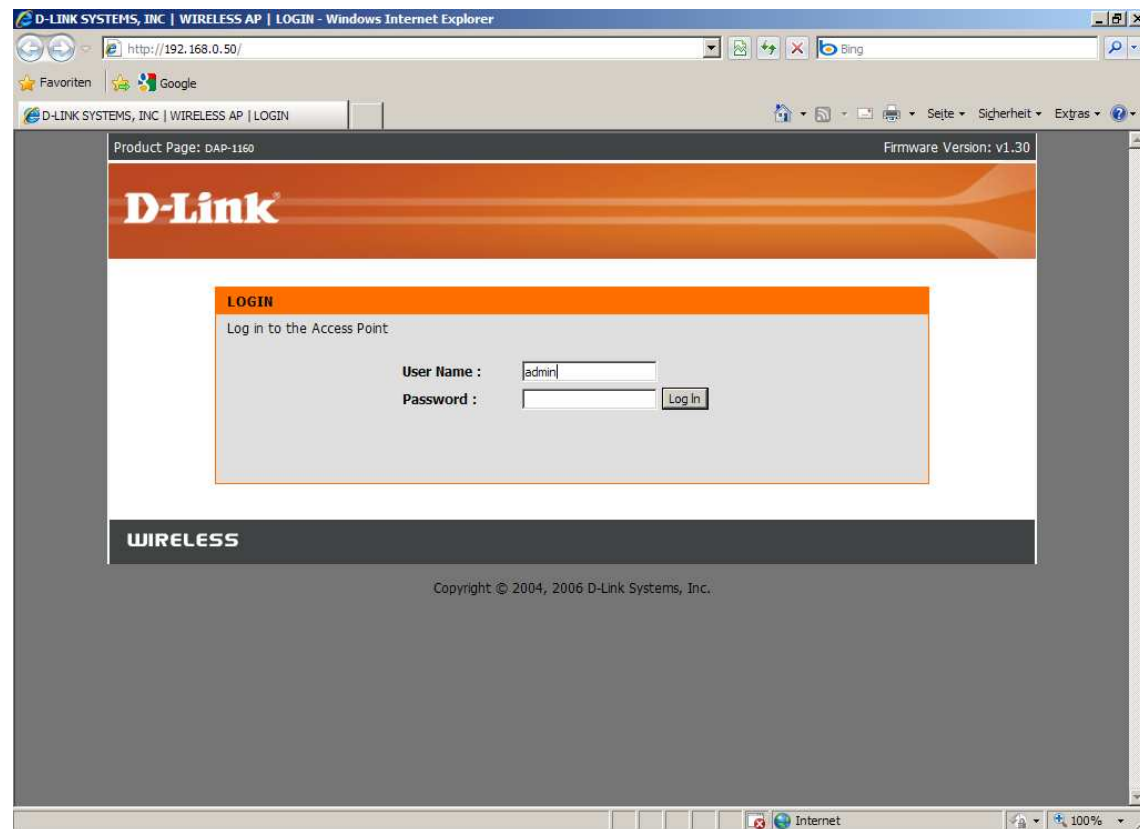 D-LINK SYSTEMS, INC | WIRELESS AP | LOGIN - Windows Internet Explorer
http://192.168.0.50/
Bing
Favoriten Google
D-LINK SYSTEMS, INC | WIRELESS AP | LOGIN
Seite Sicherheit Extras
Product Page: DAP-1160 Firmware Version: v1.30
D-Link®
LOGIN
Log in to the Access Point
User Name : admin
Password : Log In
WIRELESS
Copyright © 2004, 2006 D-Link Systems, Inc.
Internet 100%